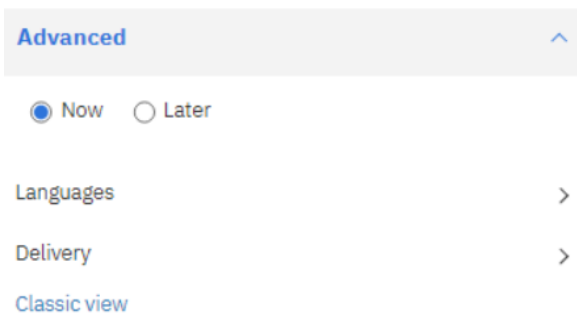 Advanced
Now Later
Languages
Delivery
Classic view